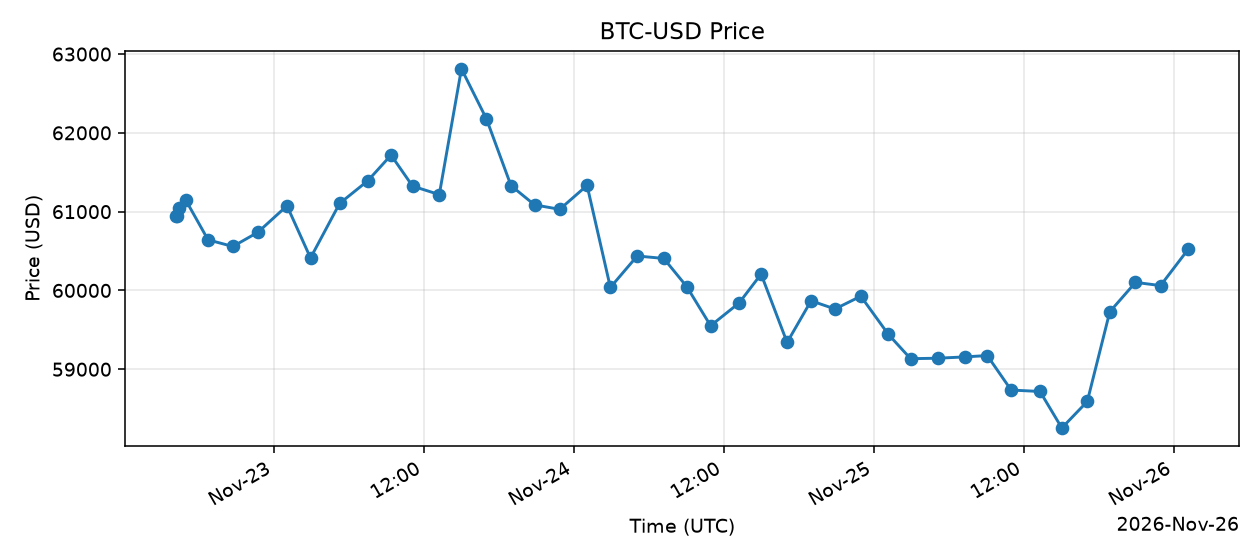 BTC-USD Price
Price (USD)
63000
62000
61000
60000
59000
Nov-23
12:00
Nov-24
12:00
Nov-25
12:00
Nov-26
Time (UTC)
2026-Nov-26